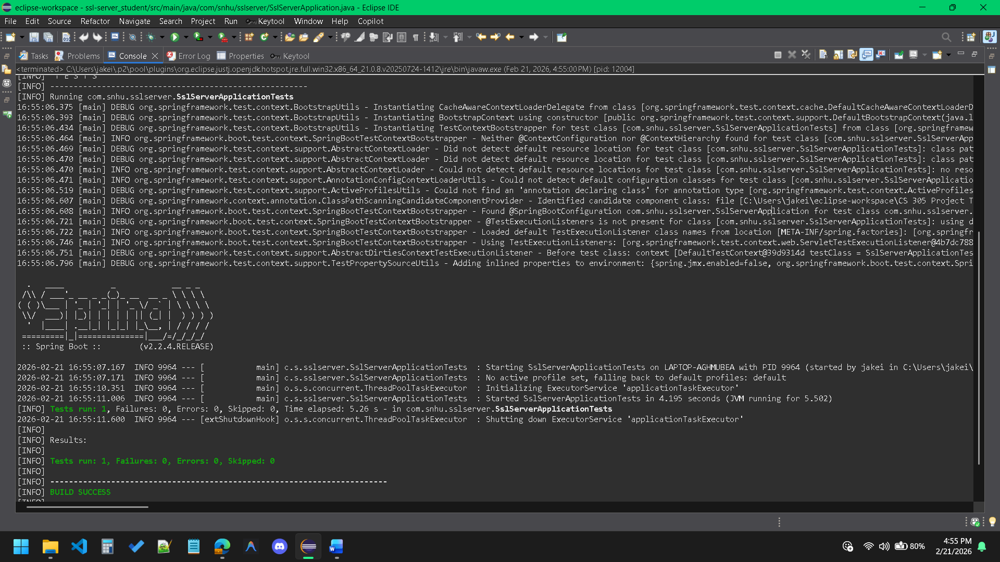 eclipse-workspace - ssl-server_student/src/main/java/com/snhu/sslserver/SslServerApplication.java - Eclipse IDE
File Edit Source Refactor Navigate Search Project Run Keytool Window Help Copilot
Tasks Problems Console Error Log Properties Keytool
<terminated> C:\Users\jakei\.p2\pool\plugins\org.eclipse.justj.openjdk.hotspot.jre.full.win32.x86_64_21.0.8.v20250724-1412\jre\bin\javaw.exe (Feb 21, 2026, 4:55:00 PM) [pid: 12004]
[INFO]  T E S T S
[INFO] -------------------------------------------------------
[INFO] Running com.snhu.sslserver.SslServerApplicationTests
16:55:06.375 [main] DEBUG org.springframework.test.context.BootstrapUtils - Instantiating CacheAwareContextLoaderDelegate from class [org.springframework.test.context.cache.DefaultCacheAwareContextLoaderD
16:55:06.393 [main] DEBUG org.springframework.test.context.BootstrapUtils - Instantiating BootstrapContext using constructor [public org.springframework.test.context.support.DefaultBootstrapContext(java.l
16:55:06.434 [main] DEBUG org.springframework.test.context.BootstrapUtils - Instantiating TestContextBootstrapper for test class [com.snhu.sslserver.SslServerApplicationTests] from class [org.springframew
16:55:06.464 [main] INFO org.springframework.boot.test.context.SpringBootTestContextBootstrapper - Neither @ContextConfiguration nor @ContextHierarchy found for test class [com.snhu.sslserver.SslServerApp
16:55:06.469 [main] DEBUG org.springframework.test.context.support.AbstractContextLoader - Did not detect default resource location for test class [com.snhu.sslserver.SslServerApplicationTests]: class pat
16:55:06.470 [main] DEBUG org.springframework.test.context.support.AbstractContextLoader - Did not detect default resource location for test class [com.snhu.sslserver.SslServerApplicationTests]: class pat
16:55:06.470 [main] INFO org.springframework.test.context.support.AbstractContextLoader - Could not detect default resource locations for test class [com.snhu.sslserver.SslServerApplicationTests]: no reso
16:55:06.471 [main] INFO org.springframework.test.context.support.AnnotationConfigContextLoaderUtils - Could not detect default configuration classes for test class [com.snhu.sslserver.SslServerApplicatio
16:55:06.519 [main] DEBUG org.springframework.test.context.support.ActiveProfilesUtils - Could not find an 'annotation declaring class' for annotation type [org.springframework.test.context.ActiveProfiles
16:55:06.607 [main] DEBUG org.springframework.context.annotation.ClassPathScanningCandidateComponentProvider - Identified candidate component class: file [C:\Users\jakei\eclipse-workspace\CS 305 Project T
16:55:06.608 [main] INFO org.springframework.boot.test.context.SpringBootTestContextBootstrapper - Found @SpringBootConfiguration com.snhu.sslserver.SslServerApplication for test class com.snhu.sslserver.
16:55:06.721 [main] DEBUG org.springframework.boot.test.context.SpringBootTestContextBootstrapper - @TestExecutionListeners is not present for class [com.snhu.sslserver.SslServerApplicationTests]: using d
16:55:06.722 [main] INFO org.springframework.boot.test.context.SpringBootTestContextBootstrapper - Loaded default TestExecutionListener class names from location [META-INF/spring.factories]: [org.springfr
16:55:06.746 [main] INFO org.springframework.boot.test.context.SpringBootTestContextBootstrapper - Using TestExecutionListeners: [org.springframework.test.context.web.ServletTestExecutionListener@4b7dc788
16:55:06.751 [main] DEBUG org.springframework.test.context.support.AbstractDirtiesContextTestExecutionListener - Before test class: context [DefaultTestContext@39d9314d testClass = SslServerApplicationTes
16:55:06.796 [main] DEBUG org.springframework.test.context.support.TestPropertySourceUtils - Adding inlined properties to environment: {spring.jmx.enabled=false, org.springframework.boot.test.context.Spri
Spring
:: Spring Boot ::        (v2.2.4.RELEASE)
2026-02-21 16:55:07.167  INFO 9964 --- [           main] c.s.sslserver.SslServerApplicationTests  : Starting SslServerApplicationTests on LAPTOP-AGHMUBEA with PID 9964 (started by jakei in C:\Users\jakei\
2026-02-21 16:55:07.171  INFO 9964 --- [           main] c.s.sslserver.SslServerApplicationTests  : No active profile set, falling back to default profiles: default
2026-02-21 16:55:10.351  INFO 9964 --- [           main] o.s.s.concurrent.ThreadPoolTaskExecutor  : Initializing ExecutorService 'applicationTaskExecutor'
2026-02-21 16:55:11.006  INFO 9964 --- [           main] c.s.sslserver.SslServerApplicationTests  : Started SslServerApplicationTests in 4.195 seconds (JVM running for 5.502)
[INFO] Tests run: 1, Failures: 0, Errors: 0, Skipped: 0, Time elapsed: 5.26 s - in com.snhu.sslserver.SslServerApplicationTests
2026-02-21 16:55:11.600  INFO 9964 --- [extShutdownHook] o.s.s.concurrent.ThreadPoolTaskExecutor  : Shutting down ExecutorService 'applicationTaskExecutor'
[INFO]
[INFO] Results:
[INFO]
[INFO] Tests run: 1, Failures: 0, Errors: 0, Skipped: 0
[INFO]
[INFO] ------------------------------------------------------------------------
[INFO] BUILD SUCCESS
[INFO]
80%
4:55 PM
2/21/2026